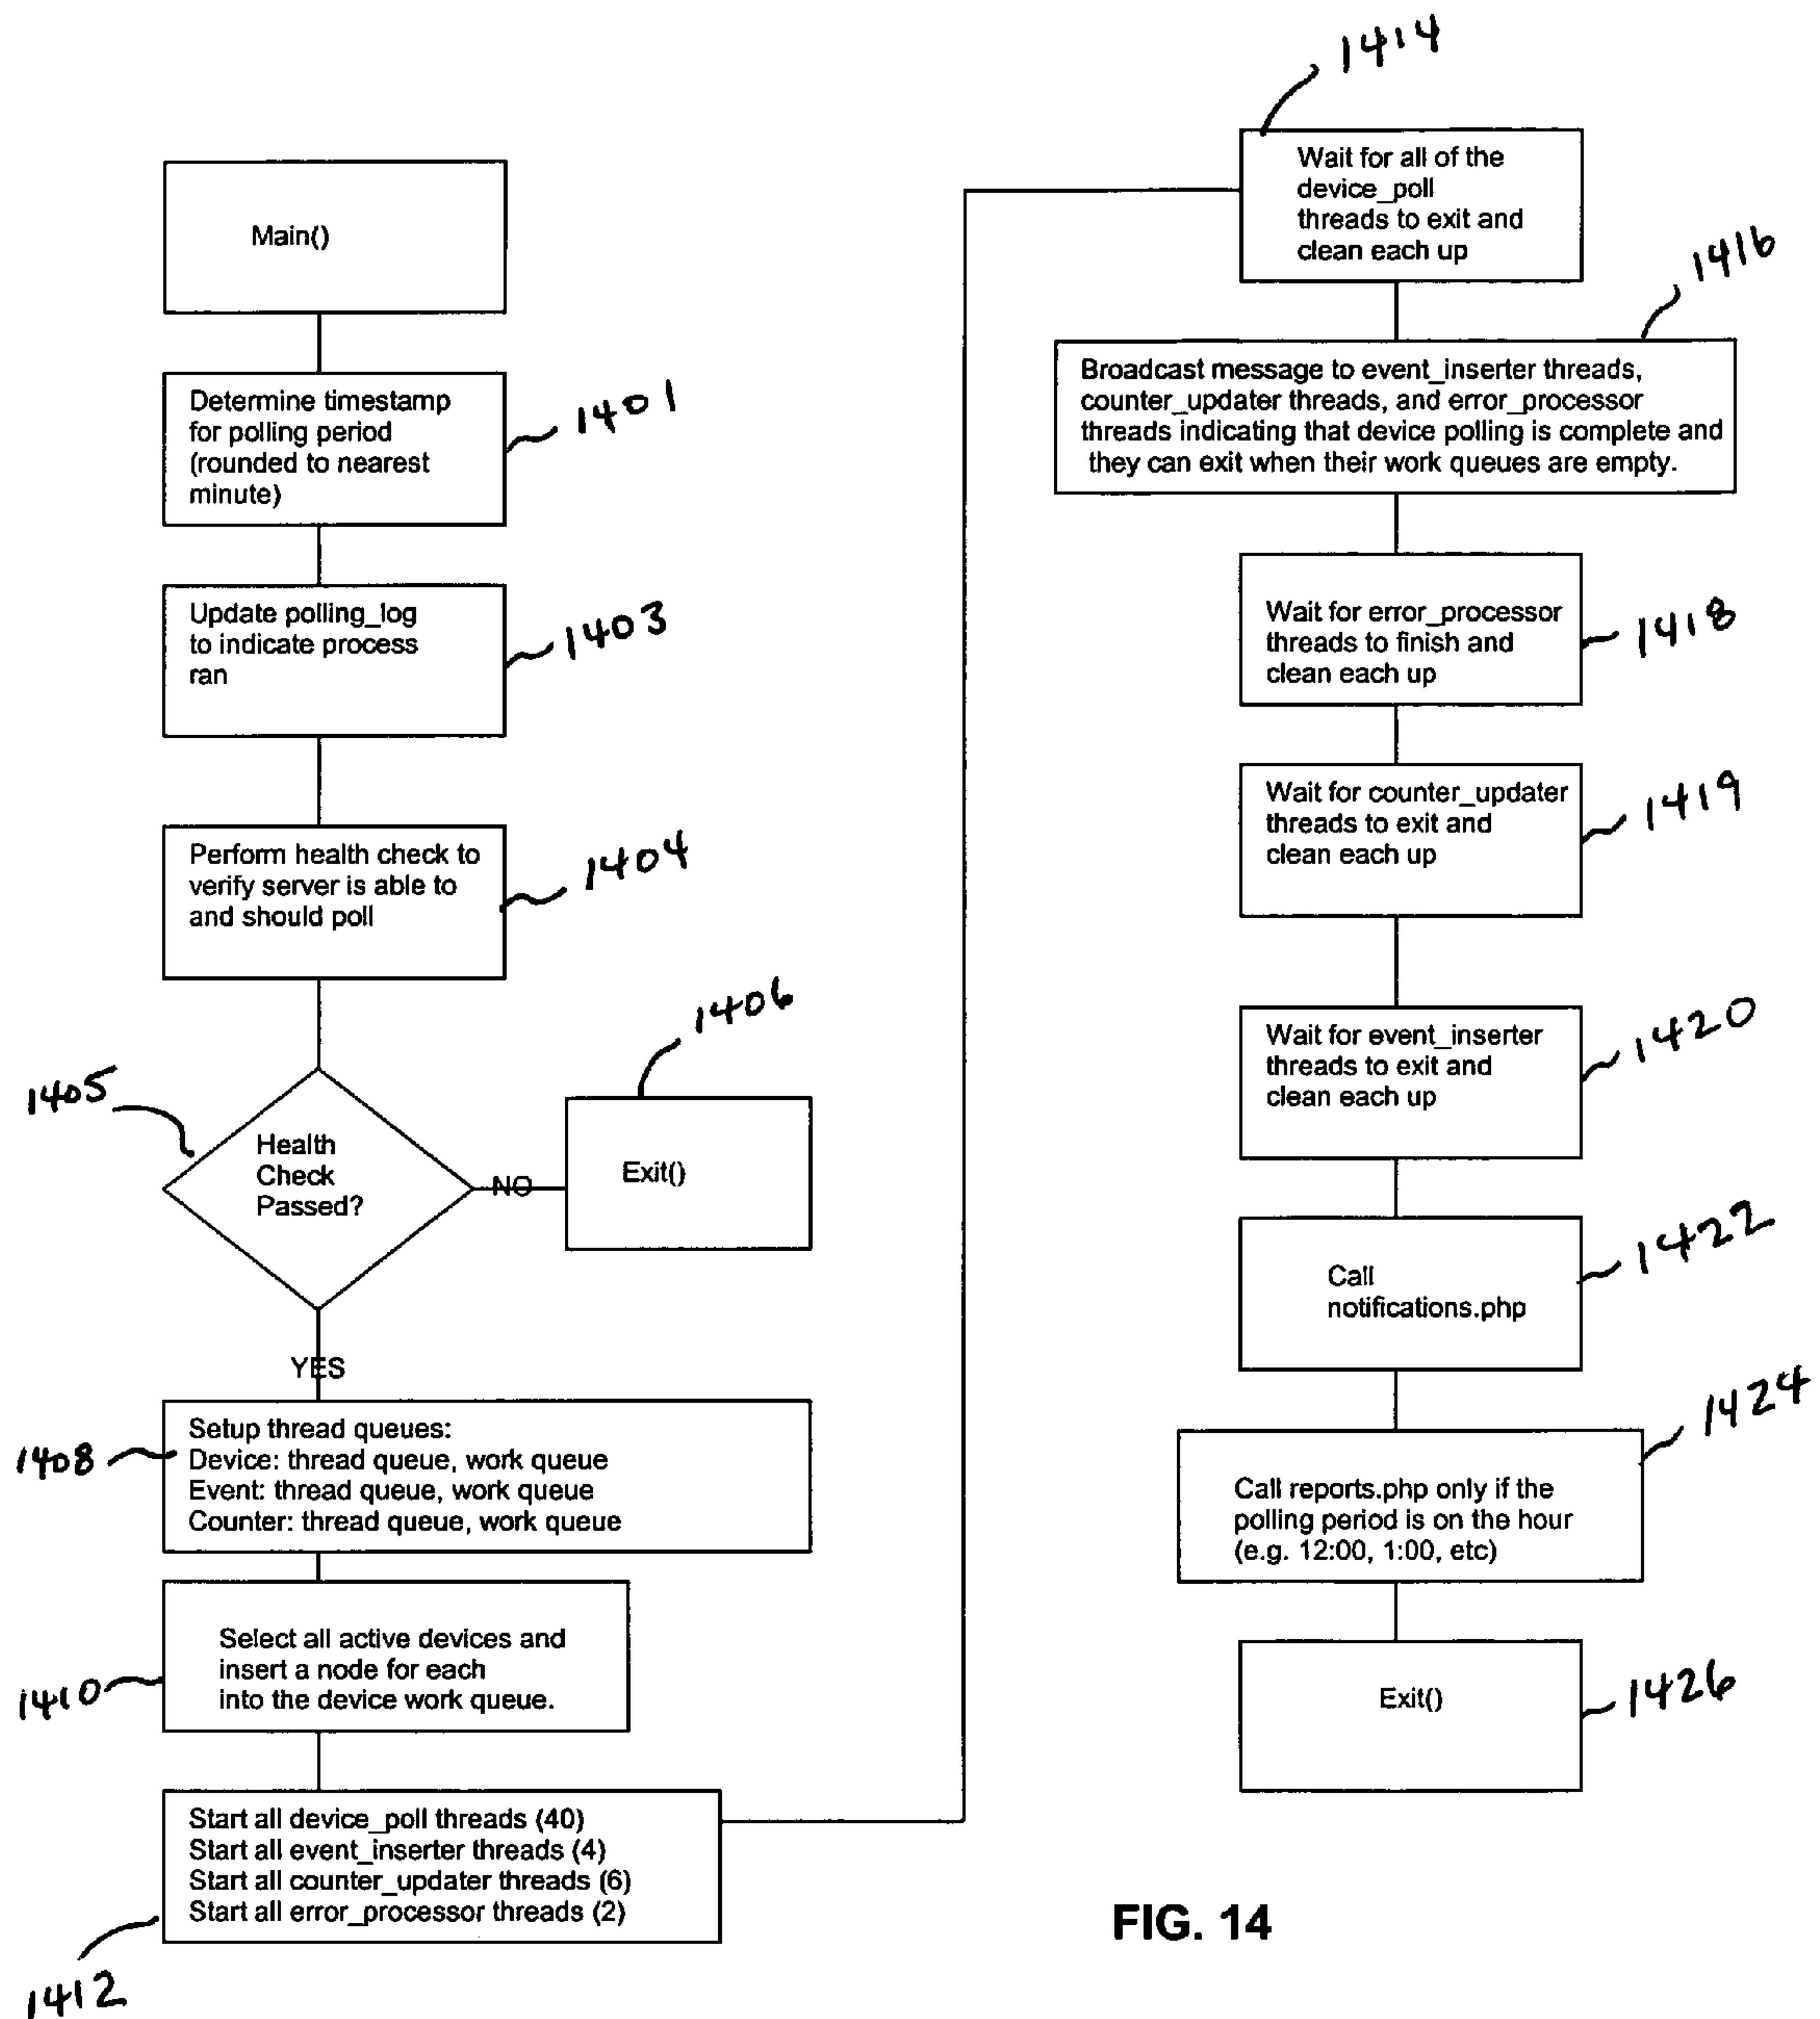 Main()
Determine timestamp
for polling period
(rounded to nearest
minute)
1401
Update polling_log
to indicate process
ran
1403
Perform health check to
verify server is able to
and should poll
1404
1405
Health
Check
Passed?
NO
1406
Exit()
YES
1408
Setup thread queues:
Device: thread queue, work queue
Event: thread queue, work queue
Counter: thread queue, work queue
1410
Select all active devices and
insert a node for each
into the device work queue.
Start all device_poll threads (40)
Start all event_inserter threads (4)
Start all counter_updater threads (6)
Start all error_processor threads (2)
1412
1414
Wait for all of the
device_poll
threads to exit and
clean each up
1416
Broadcast message to event_inserter threads,
counter_updater threads, and error_processor
threads indicating that device polling is complete and
they can exit when their work queues are empty.
Wait for error_processor
threads to finish and
clean each up
1418
Wait for counter_updater
threads to exit and
clean each up
1419
Wait for event_inserter
threads to exit and
clean each up
1420
Call
notifications.php
1422
1424
Call reports.php only if the
polling period is on the hour
(e.g. 12:00, 1:00, etc)
Exit()
1426
FIG. 14